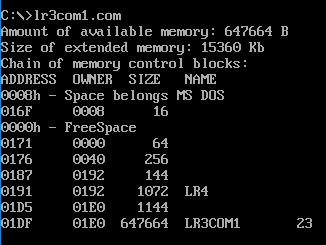 C:\>lr3com1.com
Amount of available memory: 647664 B
Size of extended memory: 15360 Kb
Chain of memory control blocks:
ADDRESS OWNER SIZE NAME
0008h - Space belongs MS DOS
016F 0008 16
0000h - FreeSpace
0171 0000 64
0176 0040 256
0187 0192 144
0191 0192 1072 LR4
01D5 01E0 1144
01DF 01E0 647664 LR3COM1 23